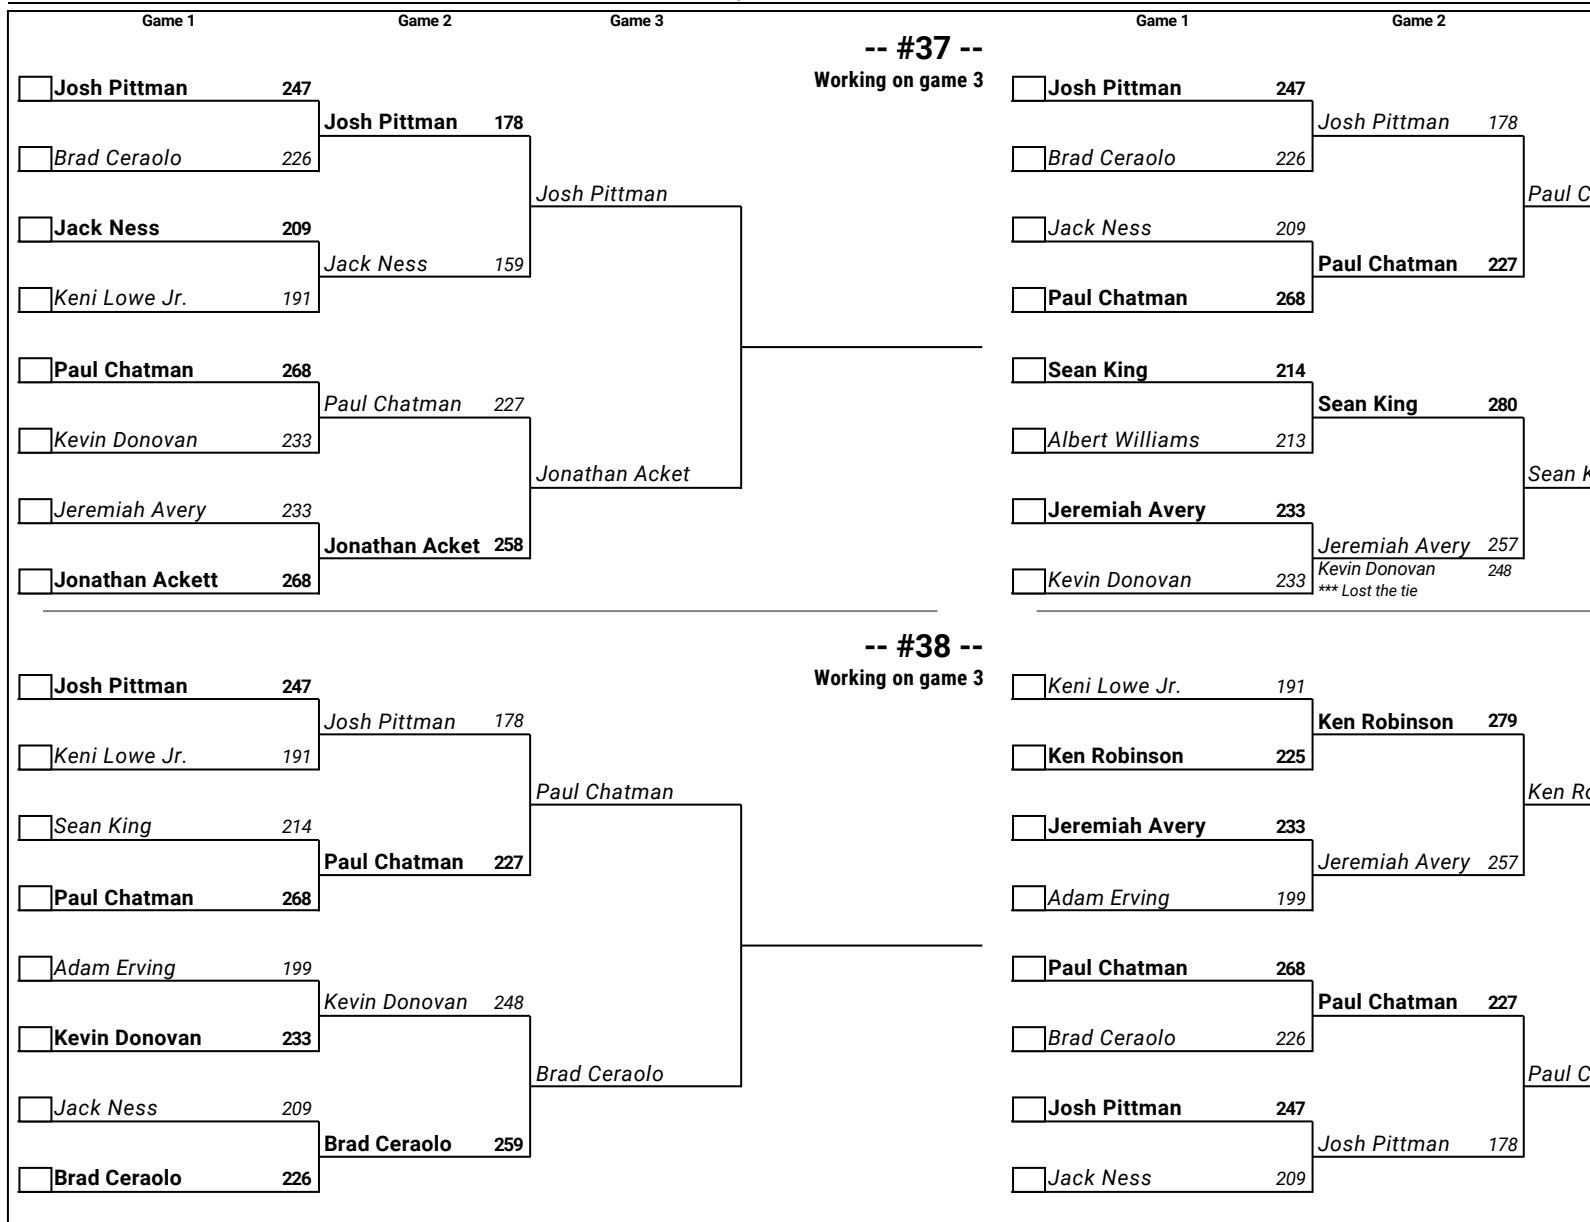 Game 1 Game 2 Game 3 Game 1 Game 2
-- #37 --
Working on game 3
Josh Pittman 247
Josh Pittman 178
Brad Ceraolo 226
Josh Pittman
Jack Ness 209
Jack Ness 159
Keni Lowe Jr. 191
Paul Chatman 268
Paul Chatman 227
Kevin Donovan 233
Jonathan Acket
Jeremiah Avery 233
Jonathan Acket 258
Jonathan Ackett 268
Josh Pittman 247
Josh Pittman 178
Brad Ceraolo 226
Paul C
Jack Ness 209
Paul Chatman 227
Paul Chatman 268
Sean King 214
Sean King 280
Albert Williams 213
Sean K
Jeremiah Avery 233
Jeremiah Avery 257
Kevin Donovan 248
Kevin Donovan 233
*** Lost the tie
-- #38 --
Working on game 3
Josh Pittman 247
Josh Pittman 178
Keni Lowe Jr. 191
Paul Chatman
Sean King 214
Paul Chatman 227
Paul Chatman 268
Adam Erving 199
Kevin Donovan 248
Kevin Donovan 233
Brad Ceraolo
Jack Ness 209
Brad Ceraolo 259
Brad Ceraolo 226
Keni Lowe Jr. 191
Ken Robinson 279
Ken Robinson 225
Ken Ro
Jeremiah Avery 233
Jeremiah Avery 257
Adam Erving 199
Paul Chatman 268
Paul Chatman 227
Brad Ceraolo 226
Paul C
Josh Pittman 247
Josh Pittman 178
Jack Ness 209